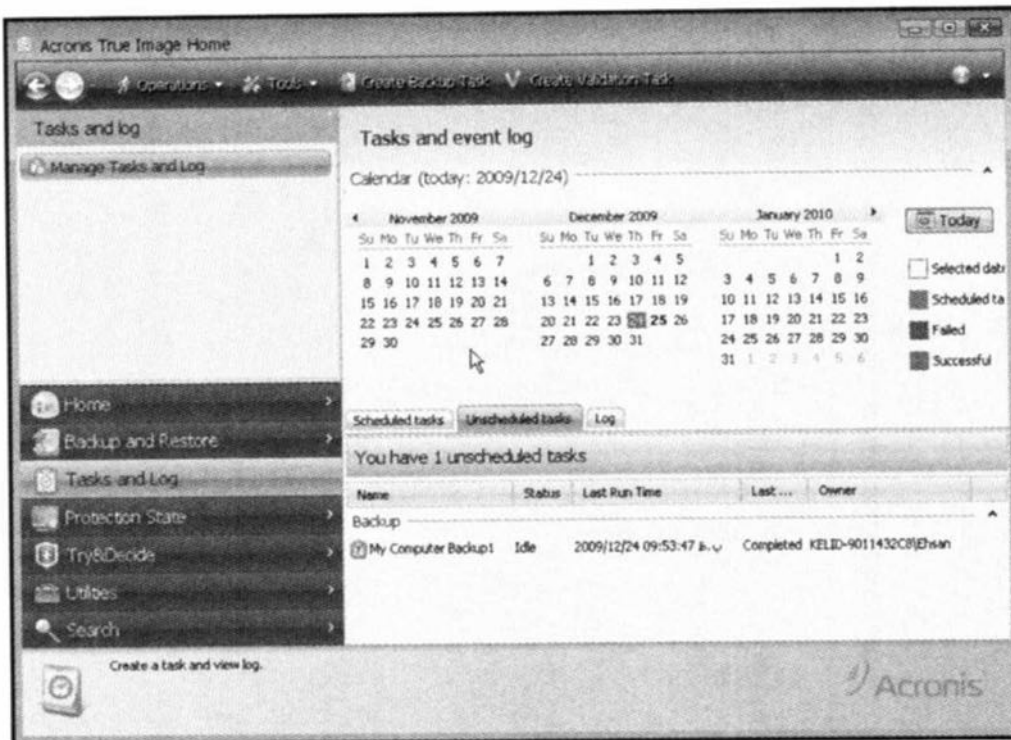 Acronis True Image Home
Operations Tools Create Backup Task Create Validation Task
Tasks and log
Manage Tasks and Log
Tasks and event log
Calendar (today: 2009/12/24)
November 2009
Su Mo Tu We Th Fr Sa
1 2 3 4 5 6 7
8 9 10 11 12 13 14
15 16 17 18 19 20 21
22 23 24 25 26 27 28
29 30
December 2009
Su Mo Tu We Th Fr Sa
1 2 3 4 5
6 7 8 9 10 11 12
13 14 15 16 17 18 19
20 21 22 23 24 25 26
27 28 29 30 31
January 2010
Su Mo Tu We Th Fr Sa
1 2
3 4 5 6 7 8 9
10 11 12 13 14 15 16
17 18 19 20 21 22 23
24 25 26 27 28 29 30
31 1 2 3 4 5 6
Today
Selected date
Scheduled ta
Failed
Successful
Home
Backup and Restore
Tasks and Log
Protection State
Try&Decide
Utilities
Search
Scheduled tasks Unscheduled tasks Log
You have 1 unscheduled tasks
Name Status Last Run Time Last ... Owner
Backup
My Computer Backup1 Idle 2009/12/24 09:53:47 ب.ظ Completed KELID-9011432C8\Ehsan
Create a task and view log.
Acronis